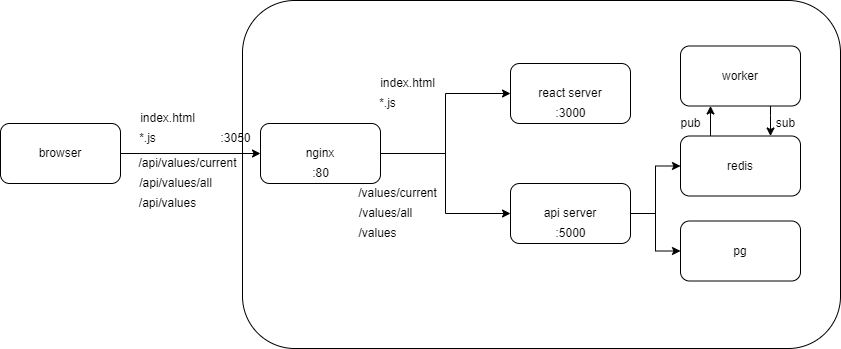 browser
index.html
*.js
:3050
/api/values/current
/api/values/all
/api/values
nginx
:80
index.html
*.js
/values/current
/values/all
/values
react server
:3000
api server
:5000
worker
pub
sub
redis
pg